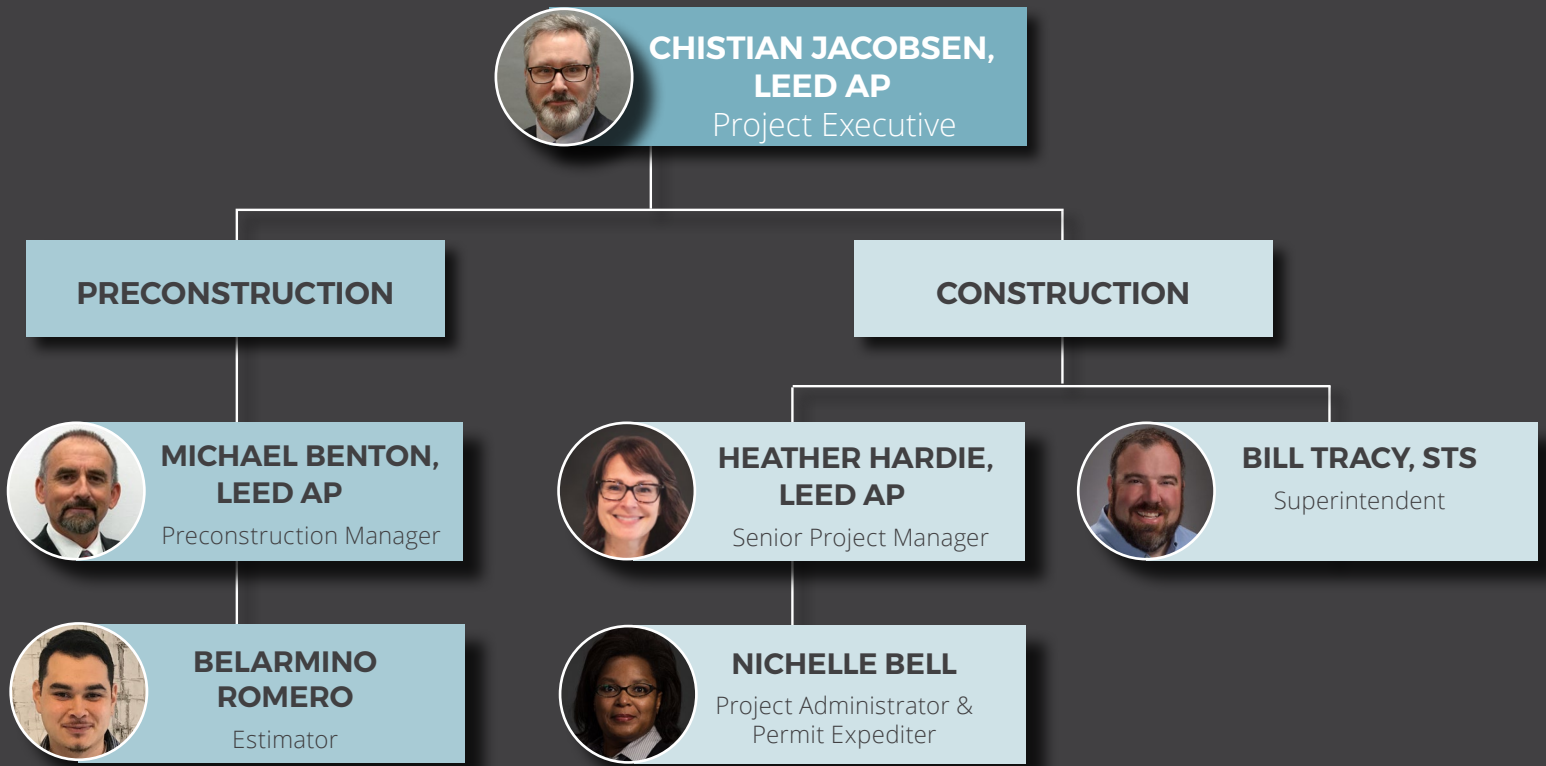 CHISTIAN JACOBSEN,
LEED AP
Project Executive
PRECONSTRUCTION
CONSTRUCTION
MICHAEL BENTON,
LEED AP
Preconstruction Manager
HEATHER HARDIE,
LEED AP
Senior Project Manager
BILL TRACY, STS
Superintendent
BELARMINO
ROMERO
Estimator
NICHELLE BELL
Project Administrator &
Permit Expediter